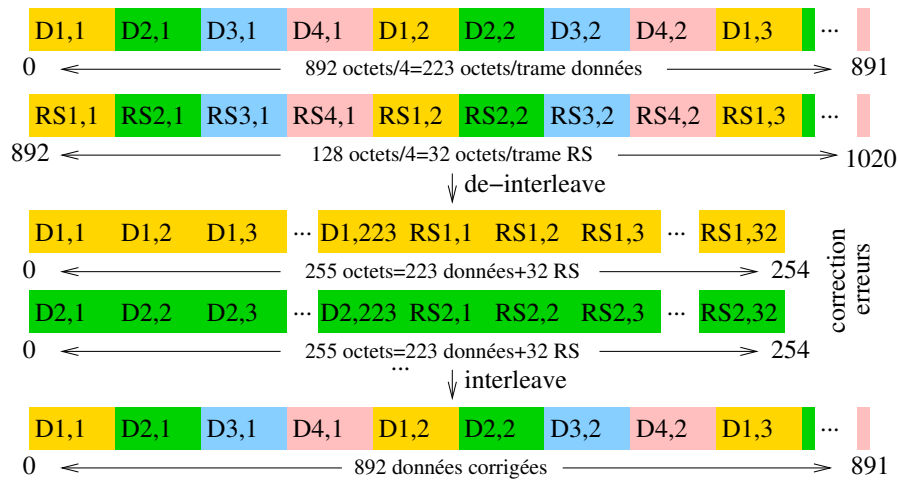 D1,1 D2,1 D3,1 D4,1 D1,2 D2,2 D3,2 D4,2 D1,3 ...
0 892 octets/4=223 octets/trame données 891
RS1,1 RS2,1 RS3,1 RS4,1 RS1,2 RS2,2 RS3,2 RS4,2 RS1,3 ...
892 128 octets/4=32 octets/trame RS 1020
de-interleave
D1,1 D1,2 D1,3 ... D1,223 RS1,1 RS1,2 RS1,3 ... RS1,32
0 255 octets=223 données+32 RS 254
D2,1 D2,2 D2,3 ... D2,223 RS2,1 RS2,2 RS2,3 ... RS2,32
0 255 octets=223 données+32 RS 254
...
correction
erreurs
interleave
D1,1 D2,1 D3,1 D4,1 D1,2 D2,2 D3,2 D4,2 D1,3 ...
0 892 données corrigées 891